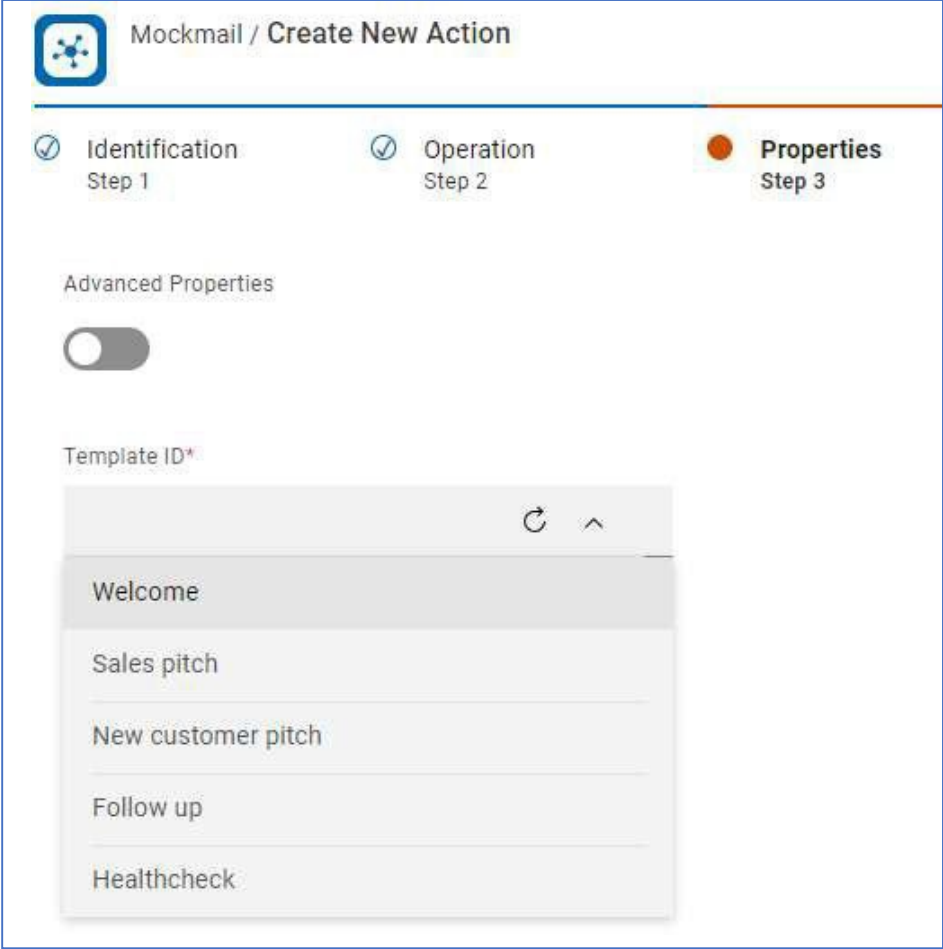 Mockmail / Create New Action
Identification
Step 1
Operation
Step 2
Properties
Step 3
Advanced Properties
Template ID*
Welcome
Sales pitch
New customer pitch
Follow up
Healthcheck